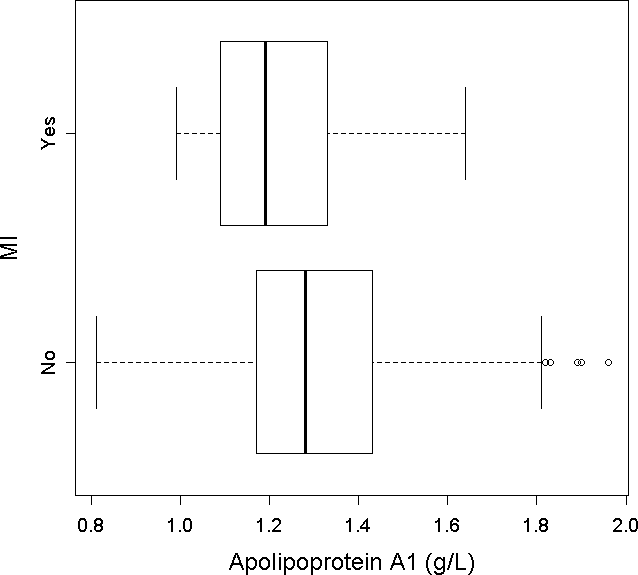 MI
Yes
No
0.8 1.0 1.2 1.4 1.6 1.8 2.0
Apolipoprotein A1 (g/L)